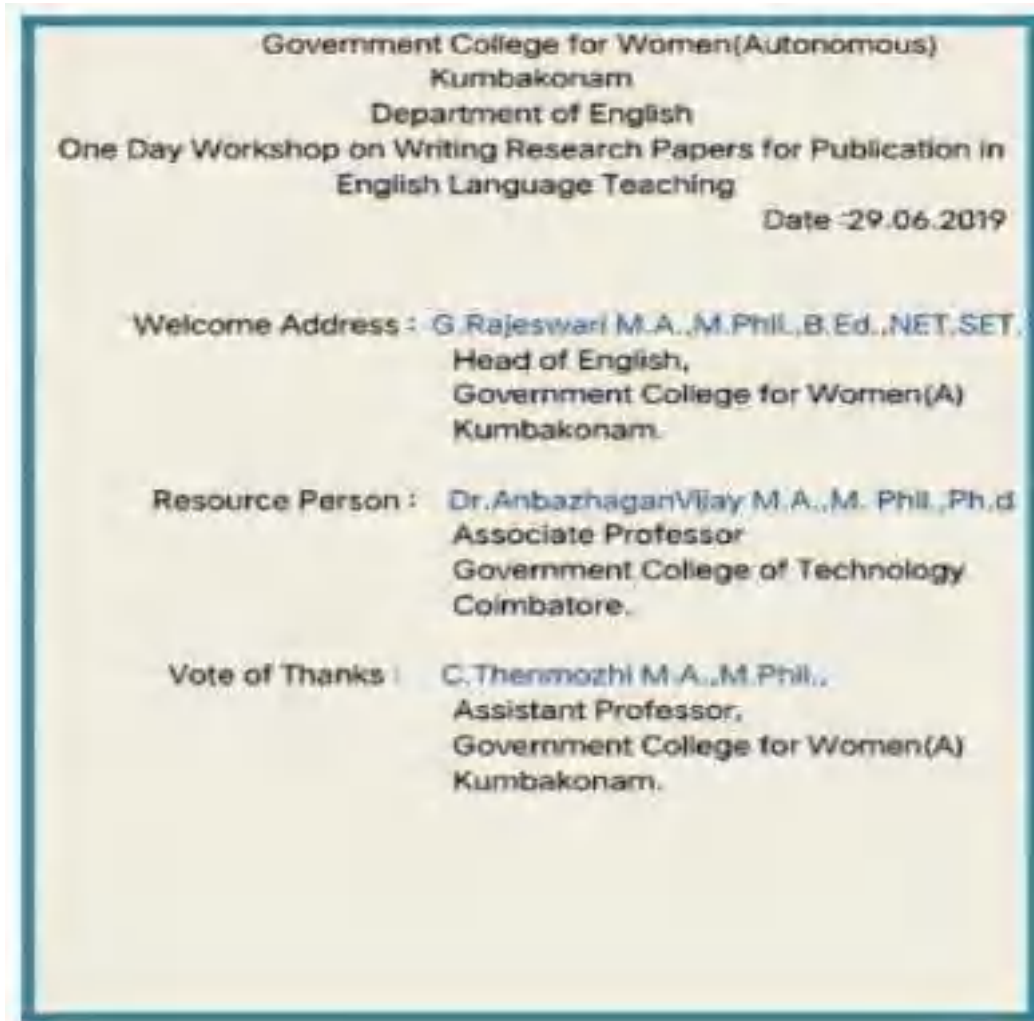 Government College for Women(Autonomous)
Kumbakonam
Department of English
One Day Workshop on Writing Research Papers for Publication in
English Language Teaching
Date :29.06.2019
Welcome Address : G.Rajeswari M.A.,M.Phil.,B.Ed.,NET.SET.
Head of English,
Government College for Women(A)
Kumbakonam.
Resource Person : Dr.AnbazhaganVijay M.A.,M. Phil.,Ph.d
Associate Professor
Government College of Technology
Coimbatore.
Vote of Thanks : C.Thenmozhi M.A.,M.Phil.,
Assistant Professor,
Government College for Women(A)
Kumbakonam.